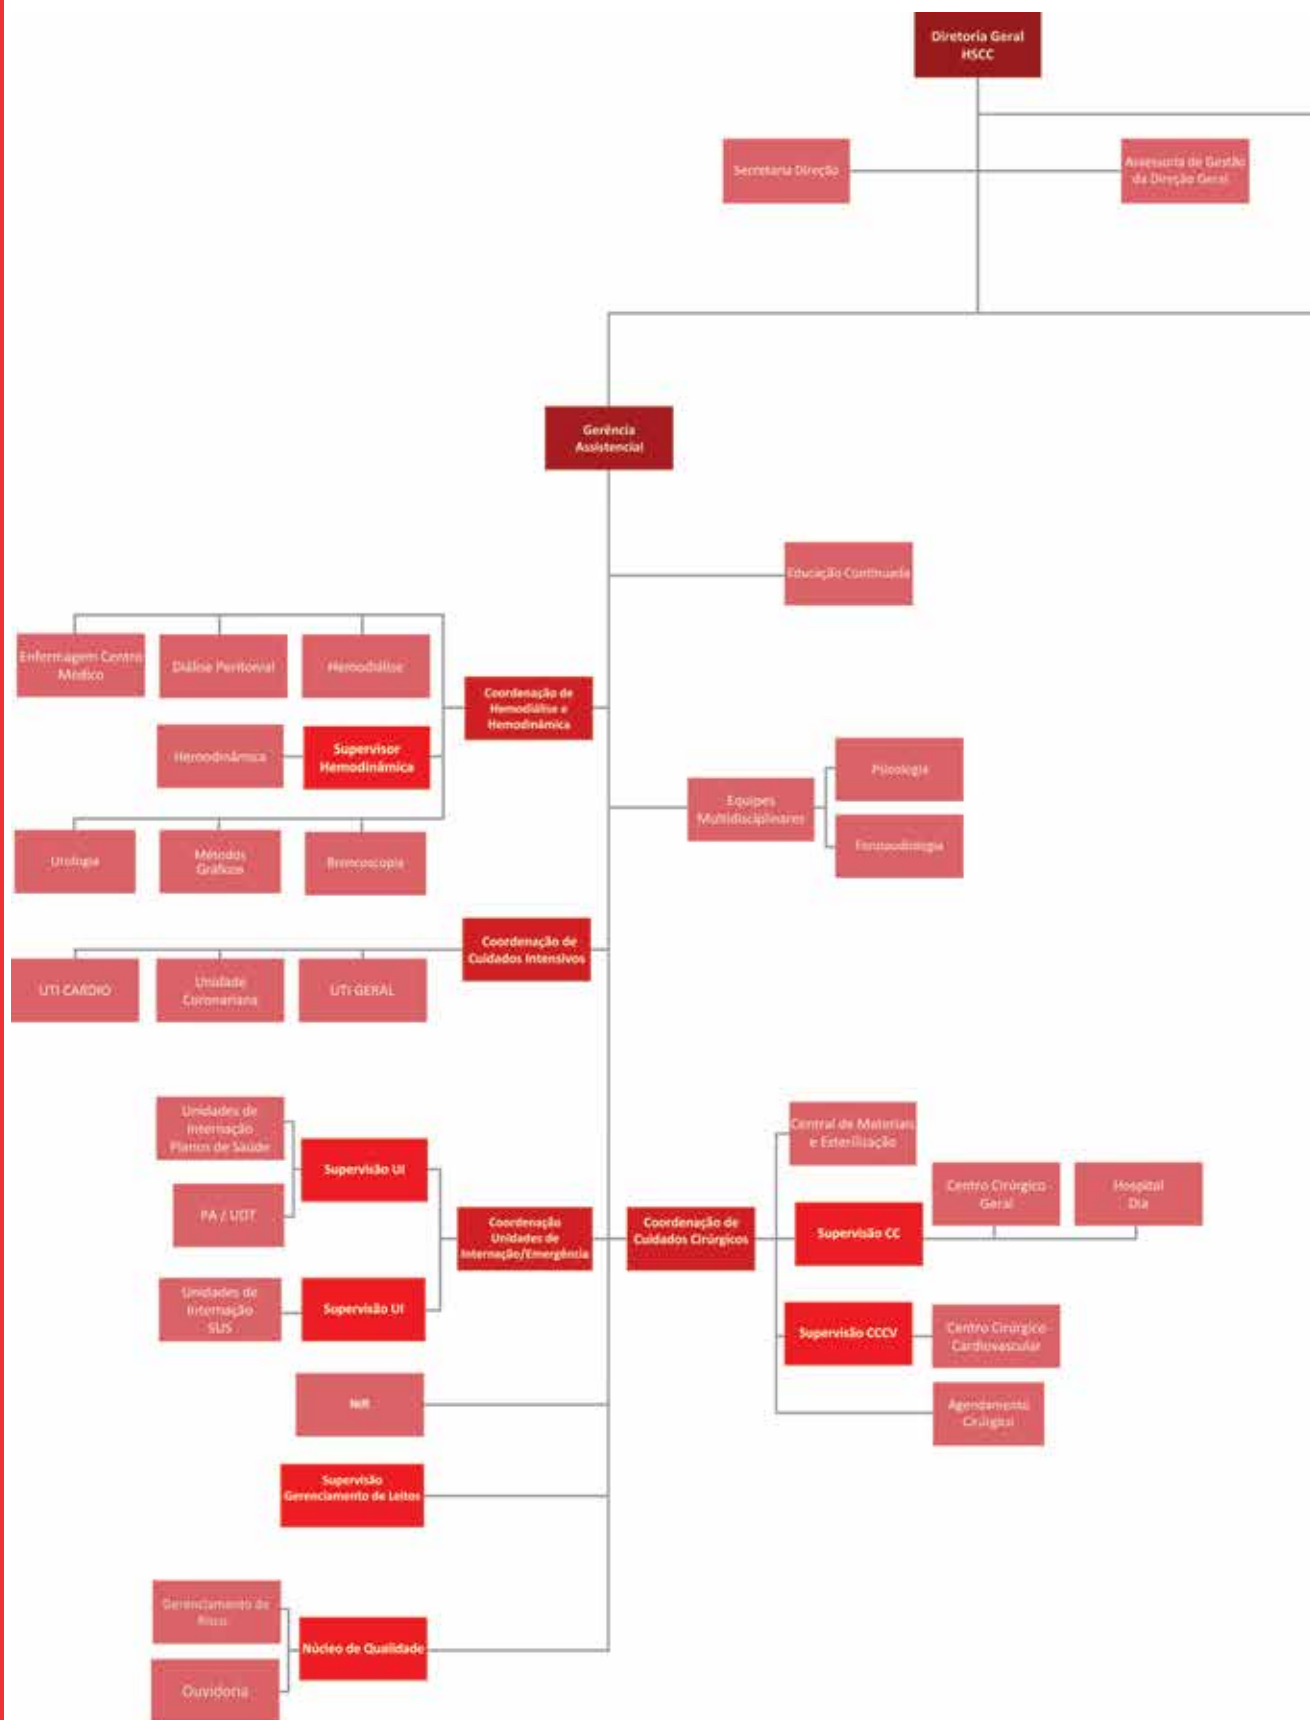 Diretoria Geral
HSCC
Secretaria Direção
Assessoria de Gestão
da Direção Geral
Gerência
Assistencial
Educação Continuada
Enfermagem Centro
Médico
Diálise Peritonial
Hemodiálise
Coordenação de
Hemodiálise e
Hemodinâmica
Hemodinâmica
Supervisor
Hemodinâmica
Psicologia
Equipes
Multidisciplinares
Fonoaudiologia
Urologia
Métodos
Gráficos
Broncoscopia
Coordenação de
Cuidados Intensivos
UTI CARDIO
Unidade
Coronariana
UTI GERAL
Unidades de
Internação
Planos de Saúde
Supervisão UI
PA / UDT
Coordenação
Unidades de
Internação/Emergência
Unidades de
Internação
SUS
Supervisão UI
Coordenação de
Cuidados Cirúrgicos
Central de Materiais
e Esterilização
Supervisão CC
Centro Cirúrgico
Geral
Hospital
Dia
Supervisão CCCV
Centro Cirúrgico
Cardiovascular
Agendamento
Cirúrgico
NIR
Supervisão
Gerenciamento de Leitos
Gerenciamento de
Risco
Núcleo de Qualidade
Ouvidoria